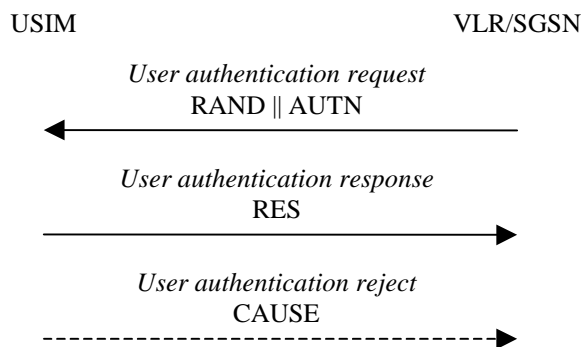 USIM VLR/SGSN
User authentication request
RAND || AUTN
User authentication response
RES
User authentication reject
CAUSE